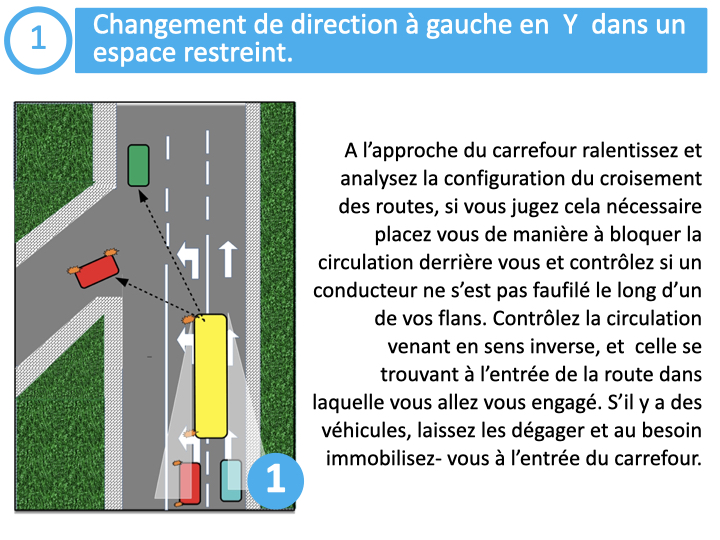 1
Changement de direction à gauche en Y dans un
espace restreint.
A l’approche du carrefour ralentissez et
analysez la configuration du croisement
des routes, si vous jugez cela nécessaire
placez vous de manière à bloquer la
circulation derrière vous et contrôlez si un
conducteur ne s’est pas faufilé le long d’un
de vos flans. Contrôlez la circulation
venant en sens inverse, et celle se
trouvant à l’entrée de la route dans
laquelle vous allez vous engagé. S’il y a des
véhicules, laissez les dégager et au besoin
immobilisez- vous à l’entrée du carrefour.
1